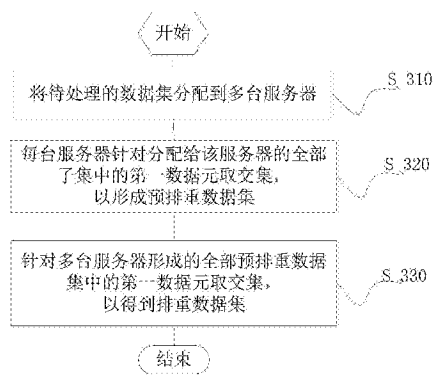 开始
将待处理的数据集分配到多台服务器
S 310
每台服务器针对分配给该服务器的全部
子集中的第一数据元取交集，
以形成预排重数据集
S 320
针对多台服务器形成的全部预排重数据
集中的第一数据元取交集，
以得到排重数据集
S 330
结束